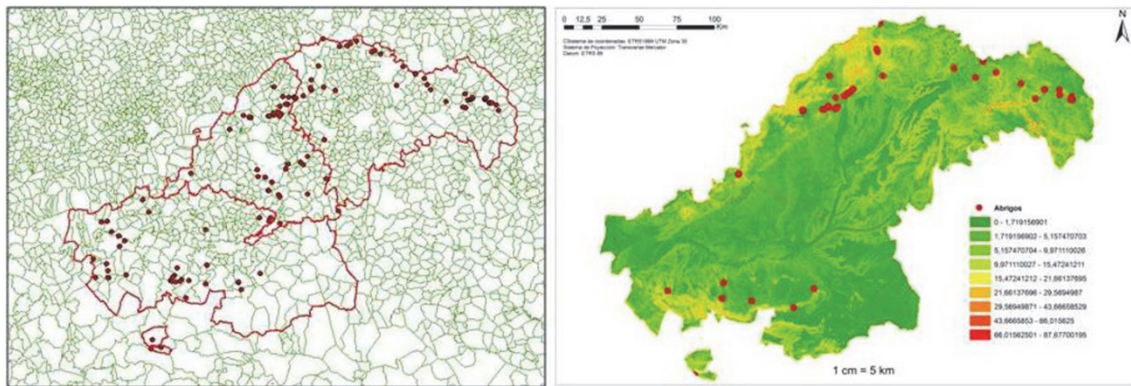 0 12,5 25 50 75 100
Km
N
Sistema de Proyección: Transverse Mercator
Datum: ETRS 89
Abrigos
0 - 1,719156901
1,719156902 - 5,157470703
5,157470704 - 9,971110026
9,971110027 - 15,47241211
15,47241212 - 21,66137695
21,66137696 - 29,5694987
29,56949871 - 43,66658529
43,6665853 - 66,015625
66,01562501 - 87,67700195
1 cm = 5 km